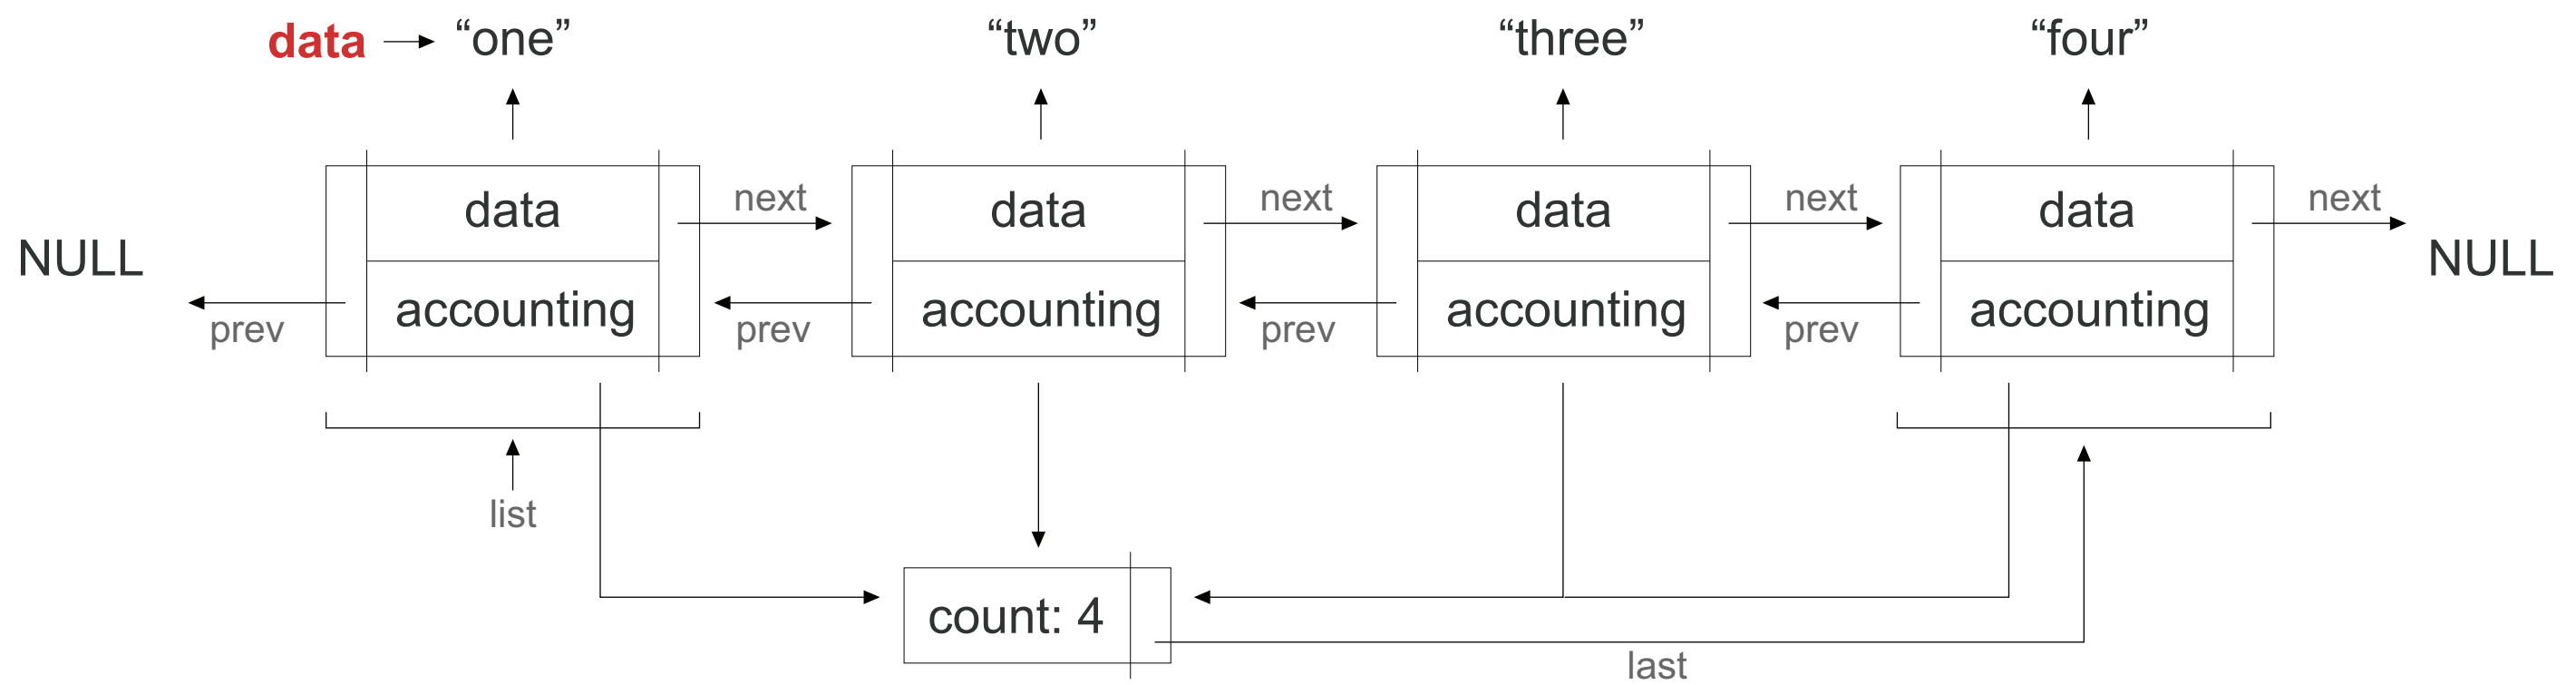 data “one” “two” “three” “four”
next next next next
data data data data
NULL NULL
accounting accounting accounting accounting
prev prev prev prev
list
count: 4
last